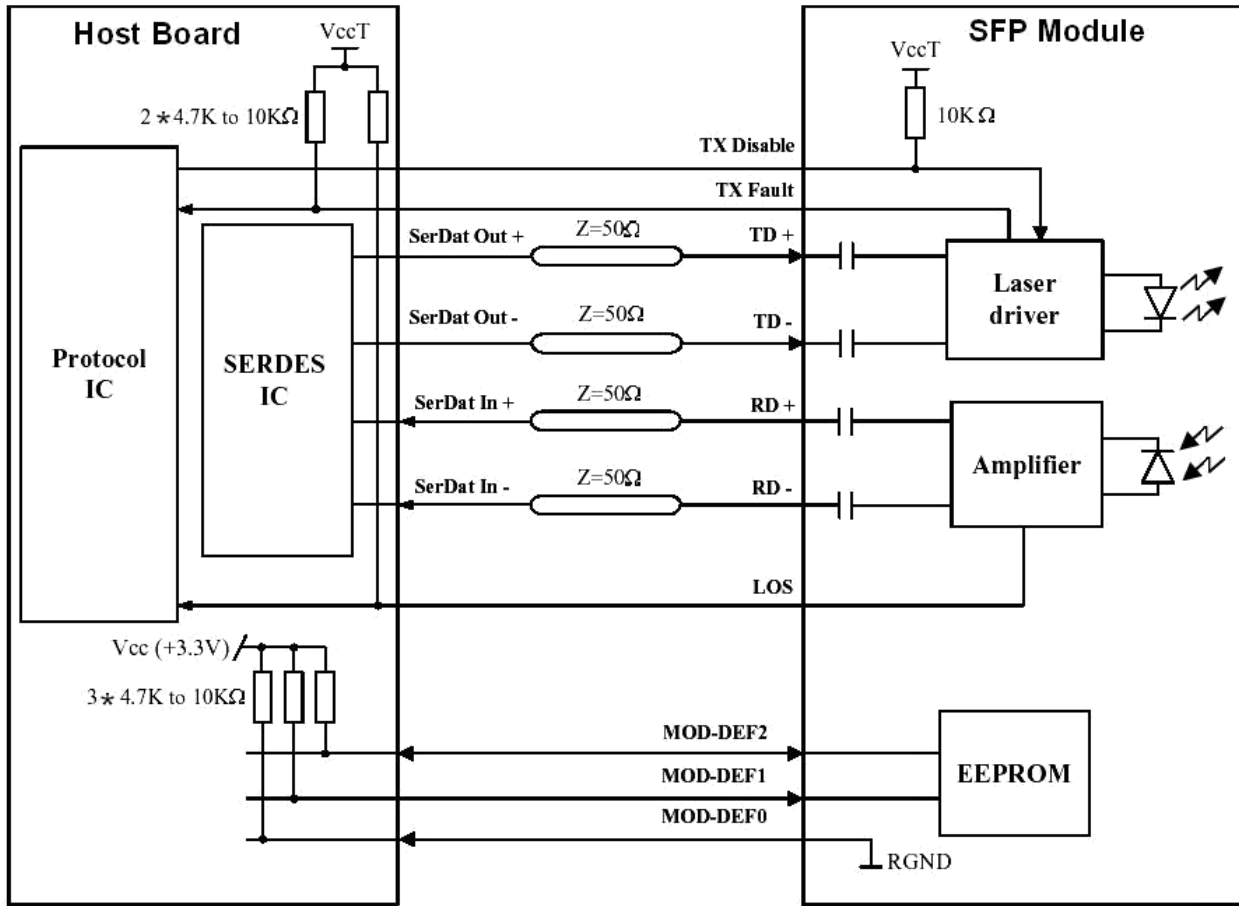 Host Board
SFP Module
VccT
VccT
2*4.7K to 10KΩ
10KΩ
TX Disable
TX Fault
SerDat Out +
Z=50Ω
TD +
Laser driver
SerDat Out -
Z=50Ω
TD -
Protocol IC
SERDES IC
SerDat In +
Z=50Ω
RD +
Amplifier
SerDat In -
Z=50Ω
RD -
LOS
Vcc (+3.3V)
3*4.7K to 10KΩ
MOD-DEF2
MOD-DEF1
MOD-DEF0
EEPROM
RGND